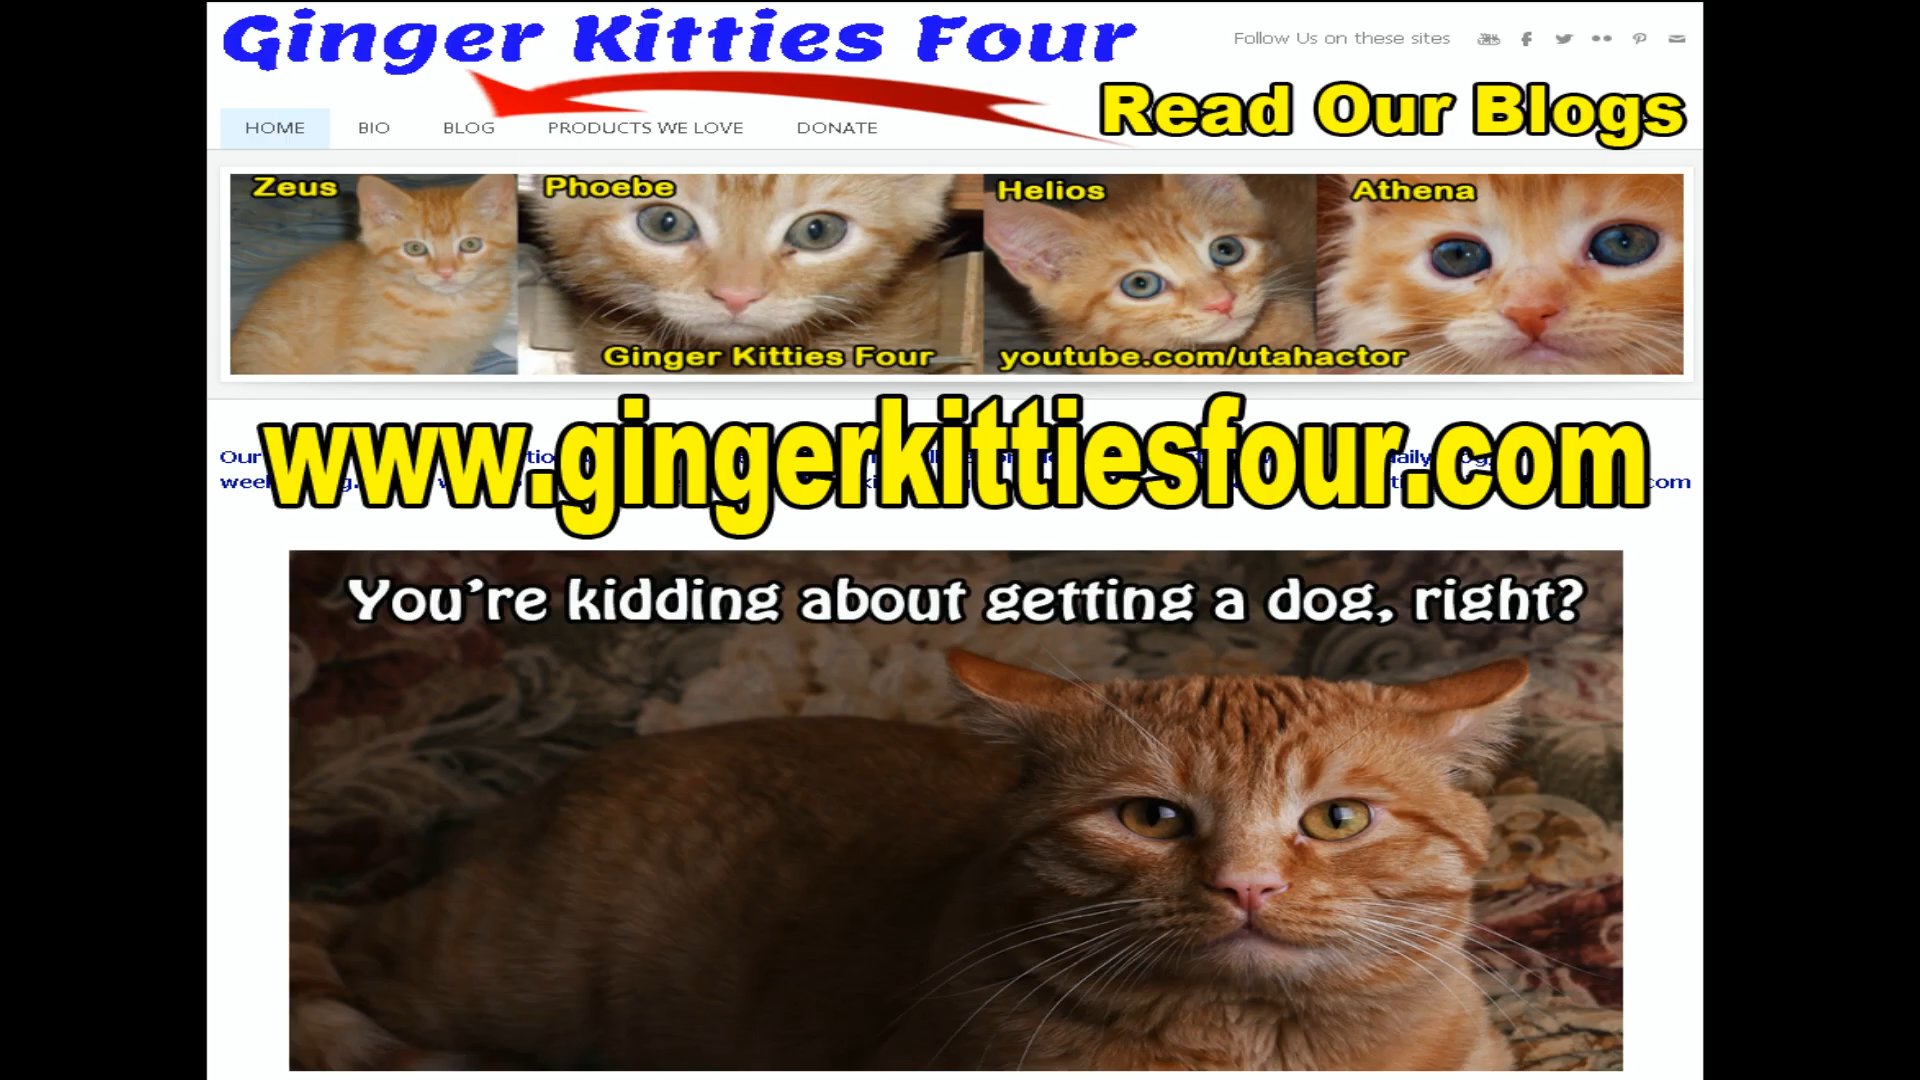 Ginger Kitties Four
Follow Us on these sites
Read Our Blogs
HOME BIO BLOG PRODUCTS WE LOVE DONATE
Zeus Phoebe Helios Athena
Ginger Kitties Four youtube.com/utahactor
www.gingerkittiesfour.com
Our
com
You're kidding about getting a dog, right?